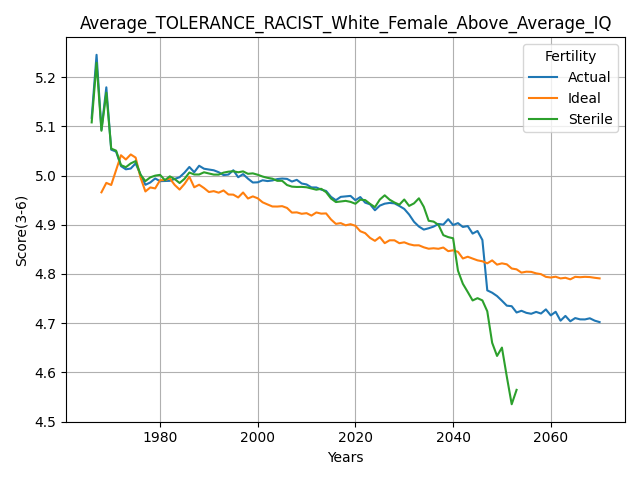 Average_TOLERANCE_RACIST_White_Female_Above_Average_IQ
Fertility
Actual
Ideal
Sterile
Score(3-6)
5.2
5.1
5.0
4.9
4.8
4.7
4.6
4.5
1980
2000
2020
2040
2060
Years